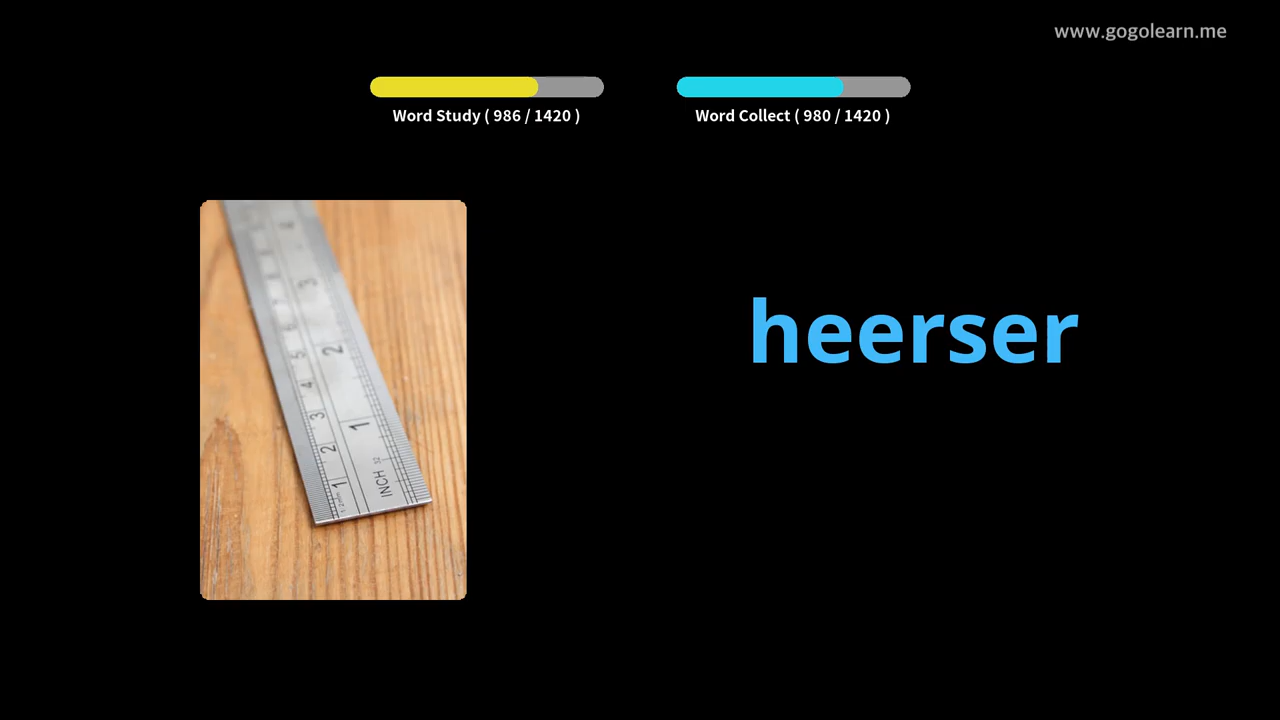 www.gogolearn.me
Word Study ( 986 / 1420 )
Word Collect ( 980 / 1420 )
heerser
3
2
1
INCH 32
5
4
3
2
1